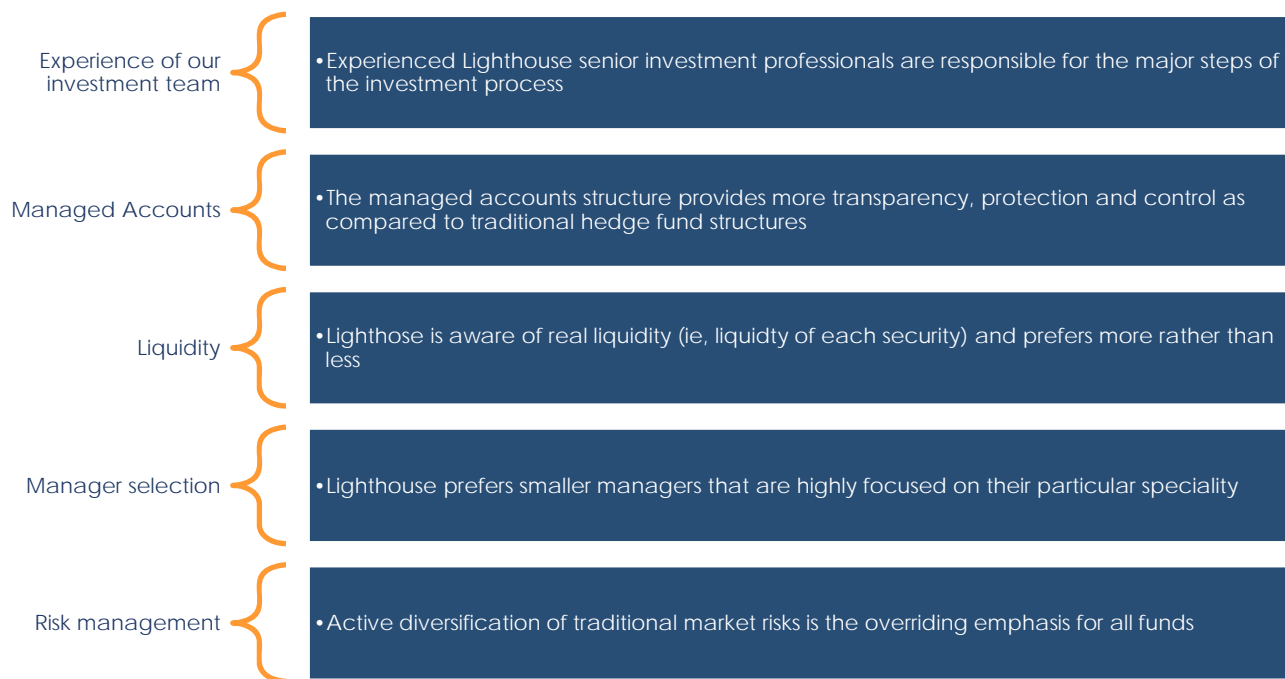 Experience of our
investment team
•Experienced Lighthouse senior investment professionals are responsible for the major steps of
the investment process
Managed Accounts
•The managed accounts structure provides more transparency, protection and control as
compared to traditional hedge fund structures
Liquidity
•Lighthose is aware of real liquidity (ie, liquidty of each security) and prefers more rather than
less
Manager selection
•Lighthouse prefers smaller managers that are highly focused on their particular speciality
Risk management
•Active diversification of traditional market risks is the overriding emphasis for all funds